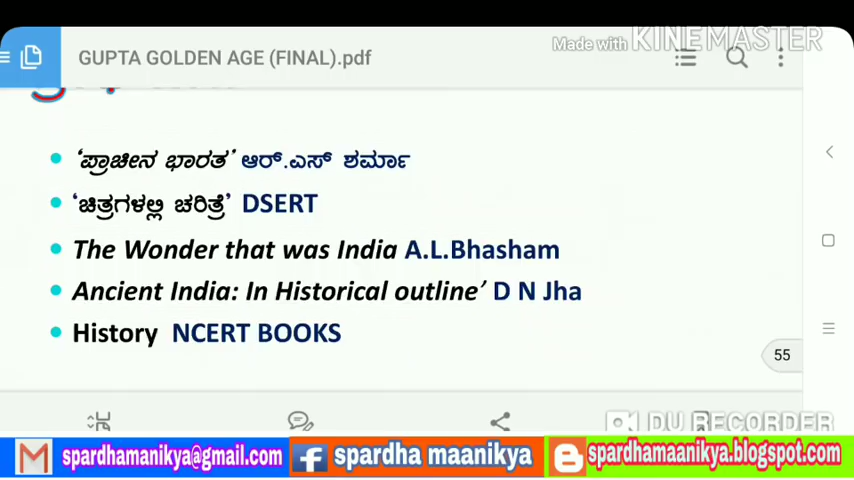 Made with KINEMASTER
GUPTA GOLDEN AGE (FINAL).pdf
‘ಪ್ರಾಚೀನ ಭಾರತ’ ಆರ್.ಎಸ್ ಶರ್ಮಾ
‘ಚಿತ್ರಗಳಲ್ಲಿ ಚರಿತ್ರೆ’ DSERT
The Wonder that was India A.L.Bhasham
Ancient India: In Historical outline’ D N Jha
History NCERT BOOKS
55
DU RECORDER
spardhamanikya@gmail.com
spardha maanikya
spardhamaanikya.blogspot.com